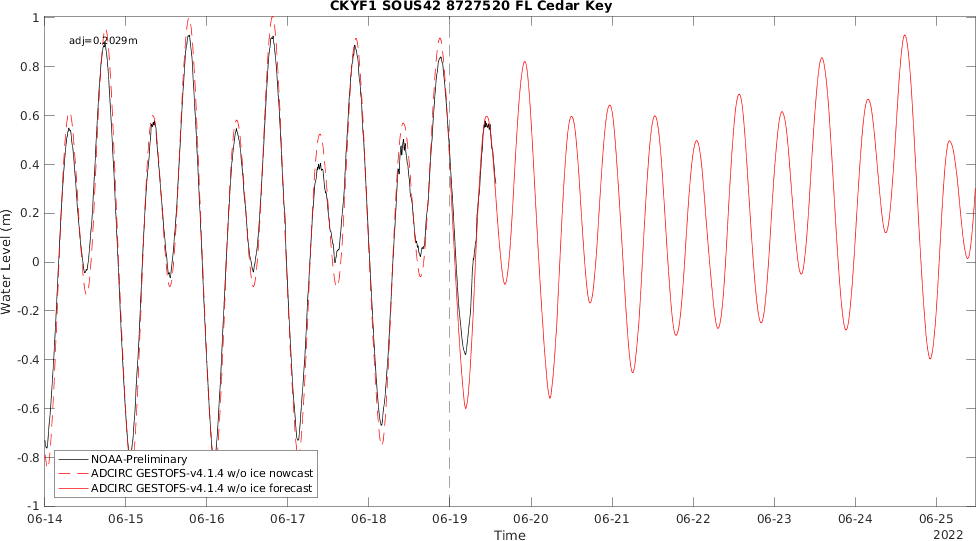 CKYF1 SOUS42 8727520 FL Cedar Key
adj=0.2029m
1
0.8
0.6
0.4
0.2
0
-0.2
-0.4
-0.6
-0.8
-1
Water Level (m)
NOAA-Preliminary
ADCIRC GESTOFS-v4.1.4 w/o ice nowcast
ADCIRC GESTOFS-v4.1.4 w/o ice forecast
06-14 06-15 06-16 06-17 06-18 06-19 06-20 06-21 06-22 06-23 06-24 06-25
Time
2022